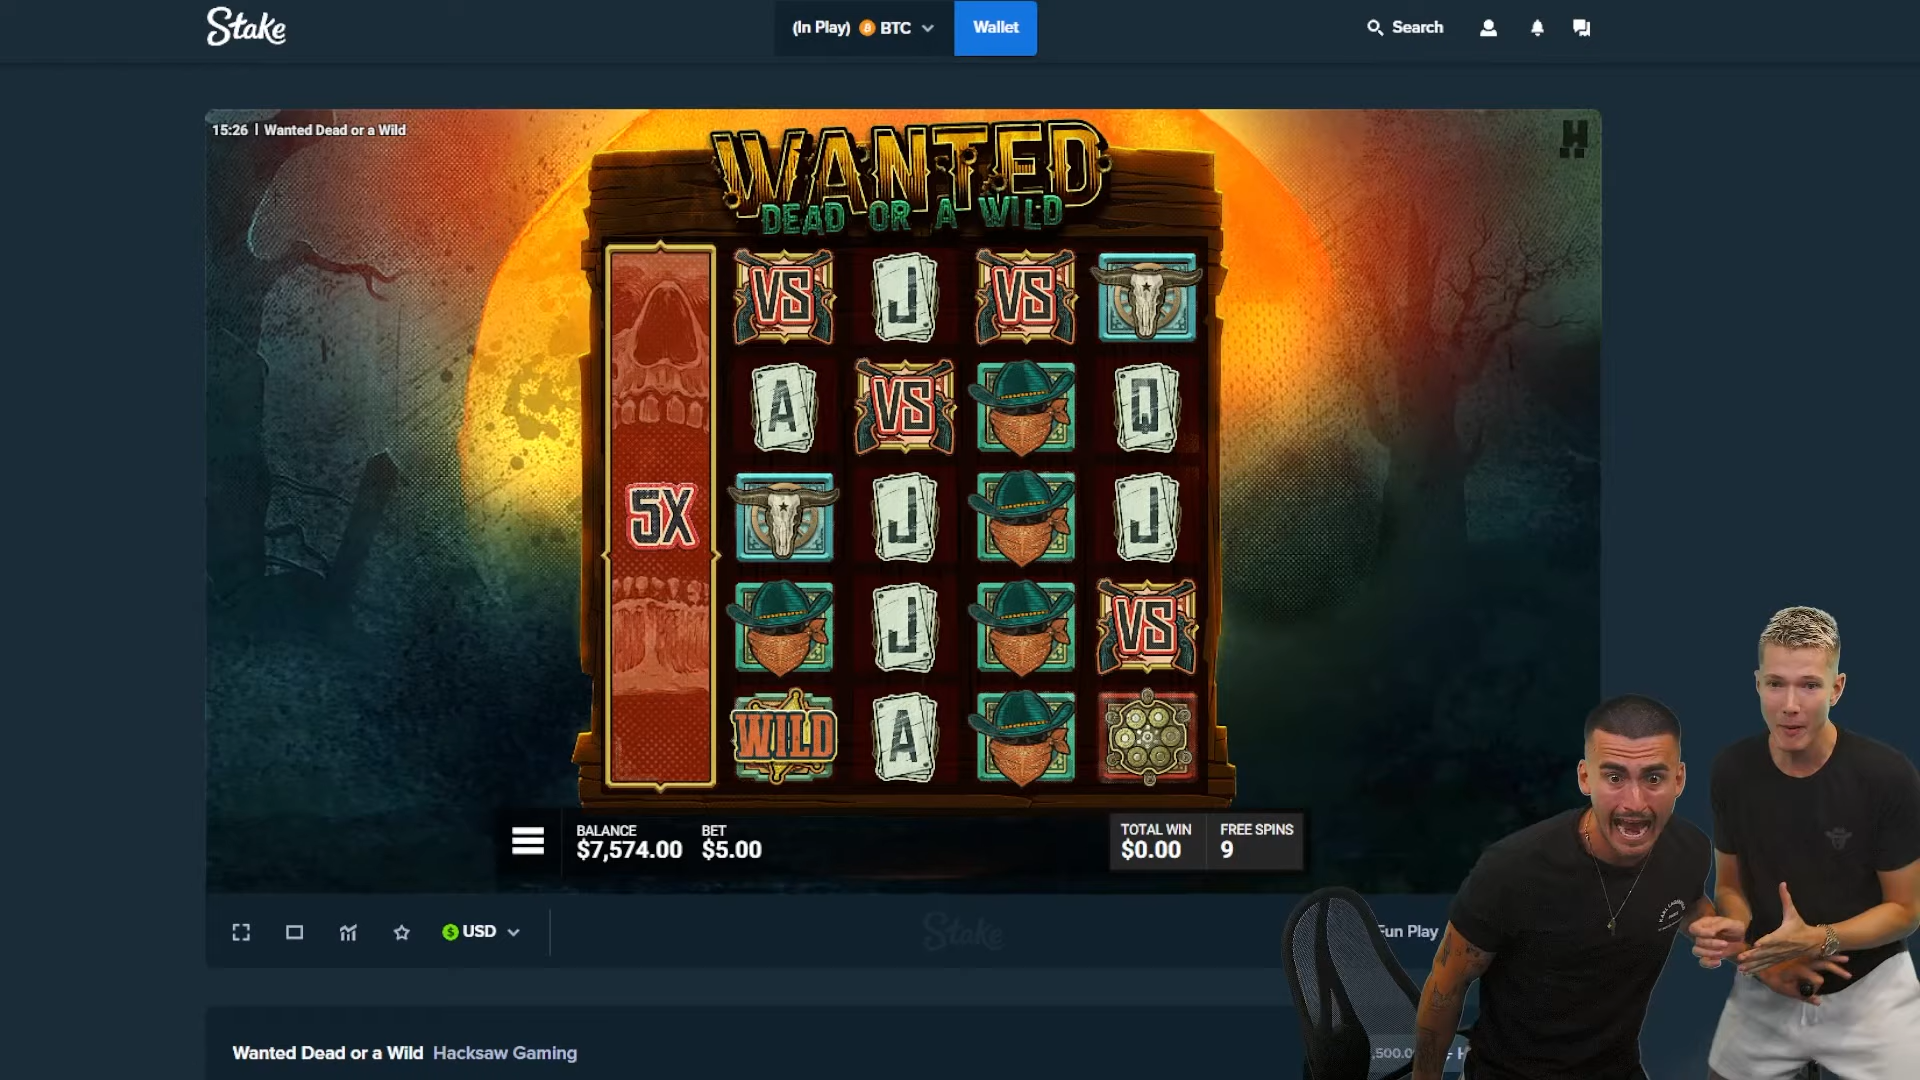 Stake
(In Play) BTC
Wallet
Search
15:26 | Wanted Dead or a Wild
WANTED
DEAD OR A WILD
VS J VS
A VS Q
5X J J
J VS
WILD A
BALANCE
$7,574.00
BET
$5.00
TOTAL WIN
$0.00
FREE SPINS
9
USD
Stake
Fun Play
Wanted Dead or a Wild Hacksaw Gaming